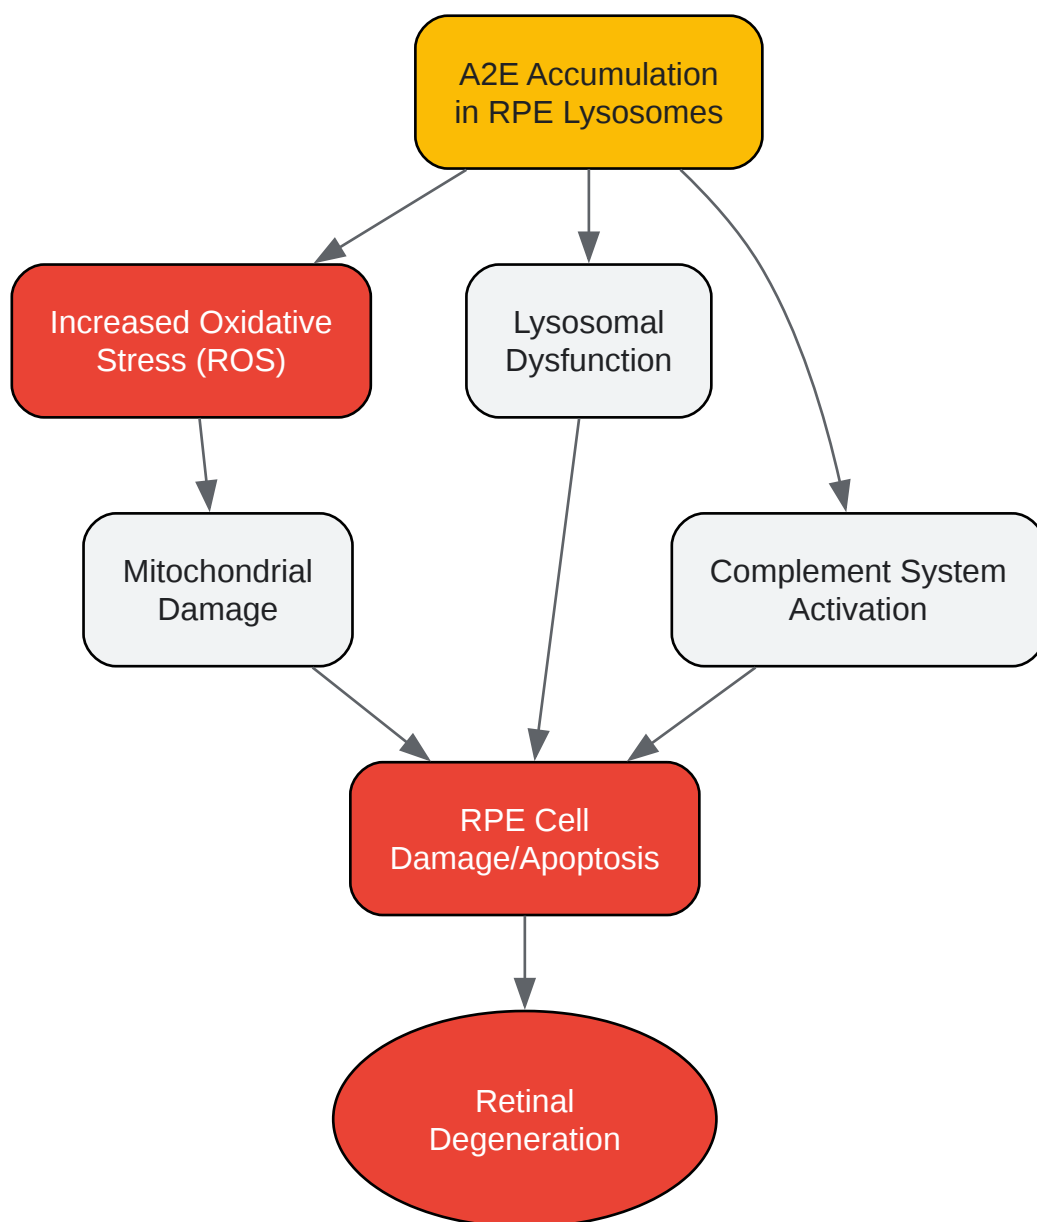 A2E Accumulation
in RPE Lysosomes
Increased Oxidative
Stress (ROS)
Lysosomal
Dysfunction
Mitochondrial
Damage
Complement System
Activation
RPE Cell
Damage/Apoptosis
Retinal
Degeneration